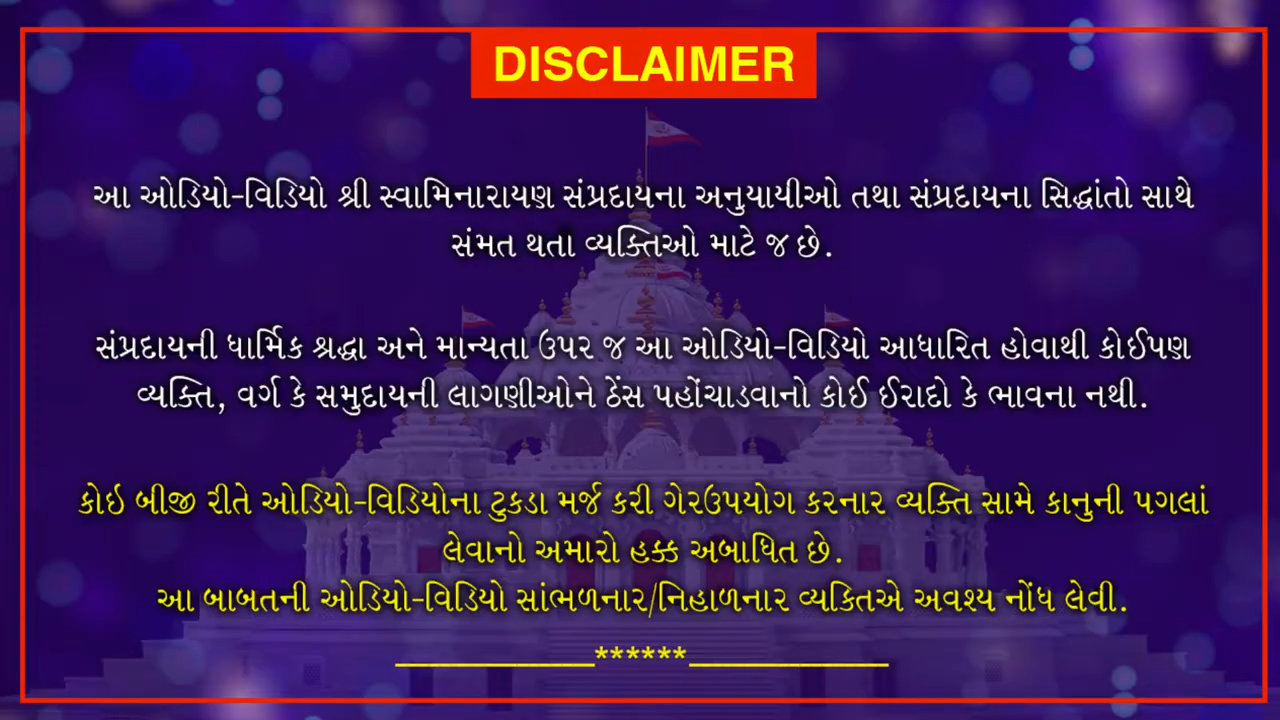 DISCLAIMER
આ ઓડિયો-વિડિયો શ્રી સ્વામિનારાયણ સંપ્રદાયના અનુયાયીઓ તથા સંપ્રદાયના સિદ્ધાંતો સાથે
સંમત થતા વ્યક્તિઓ માટે જ છે.
સંપ્રદાયની ધાર્મિક શ્રદ્ધા અને માન્યતા ઉપર જ આ ઓડિયો-વિડિયો આધારિત હોવાથી કોઈપણ
વ્યક્તિ, વર્ગ કે સમુદાયની લાગણીઓને ઠેંસ પહોંચાડવાનો કોઈ ઈરાદો કે ભાવના નથી.
કોઇ બીજી રીતે ઓડિયો-વિડિયોના ટુકડા મર્જ કરી ગેરઉપયોગ કરનાર વ્યક્તિ સામે કાનુની પગલાં
લેવાનો અમારો હક્ક અબાધિત છે.
આ બાબતની ઓડિયો-વિડિયો સાંભળનાર/નિહાળનાર વ્યકિતએ અવશ્ય નોંધ લેવી.
____________******____________